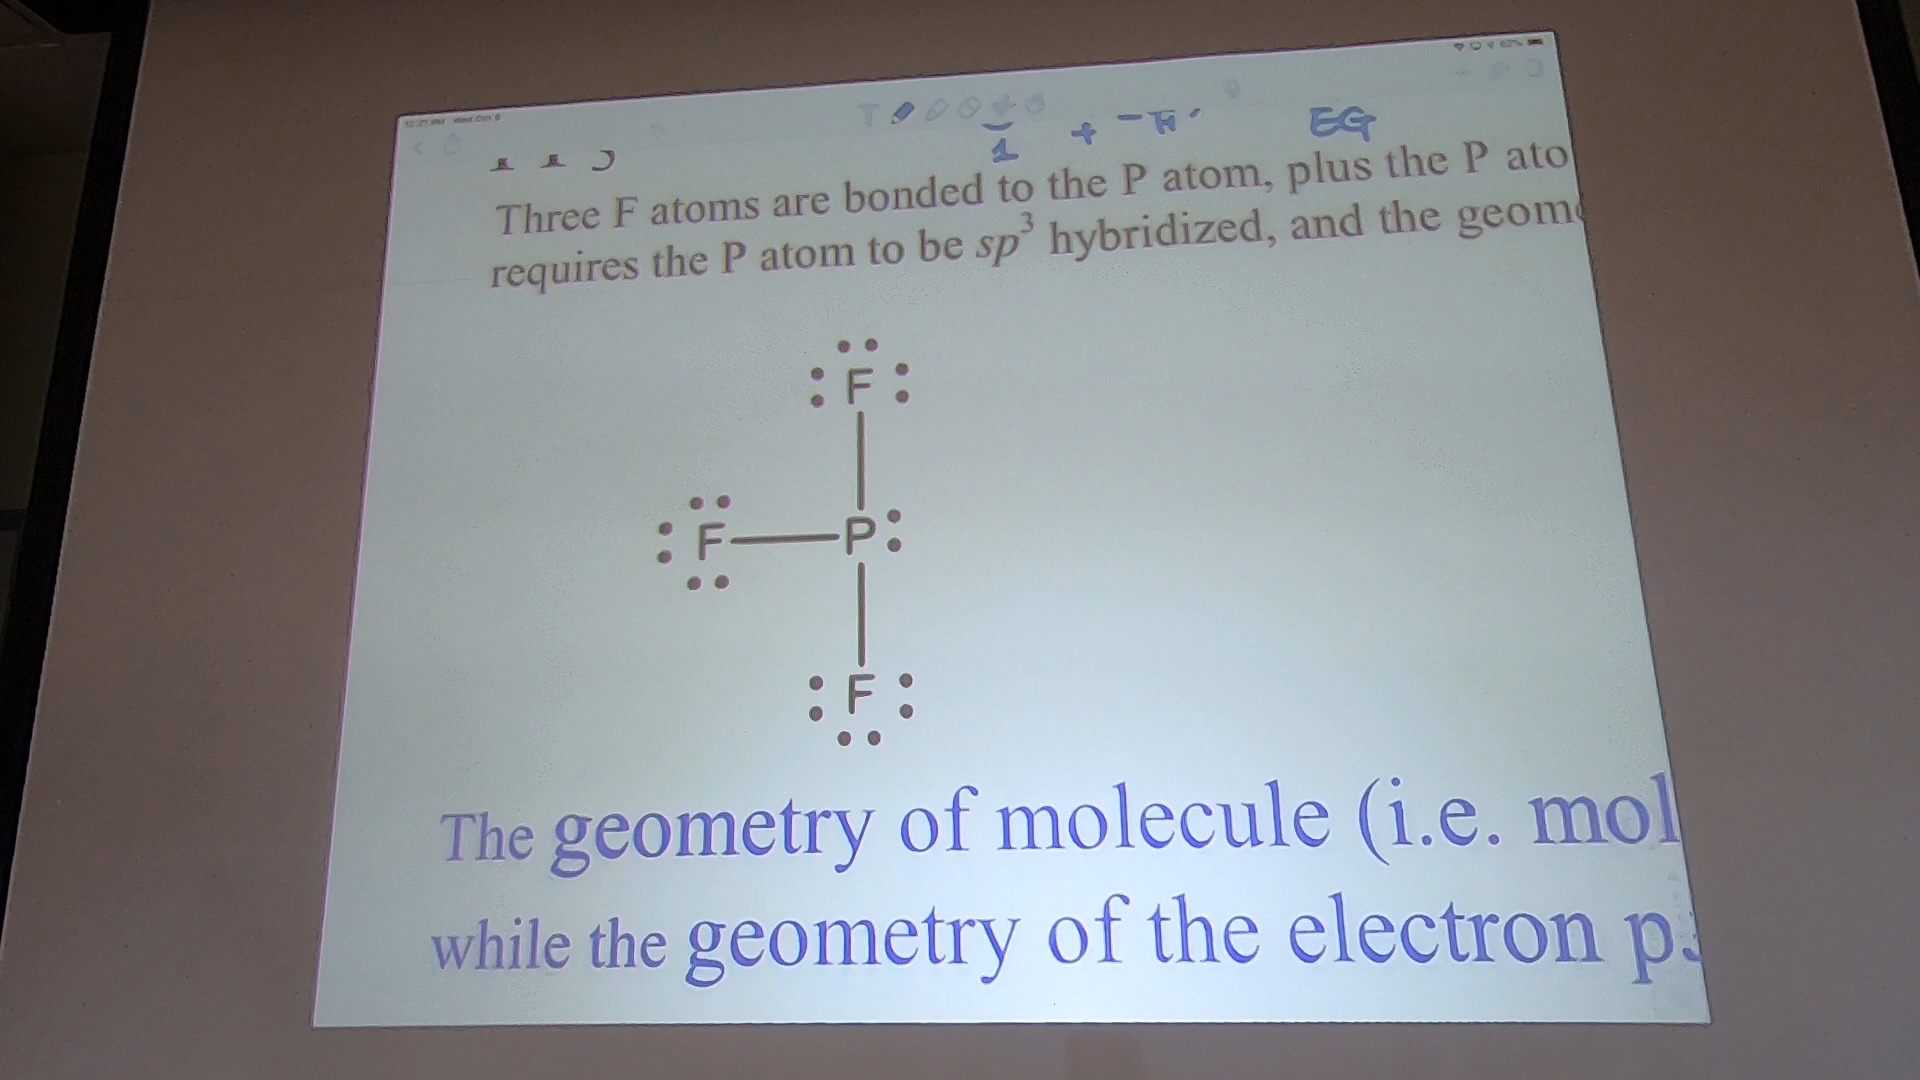 EG
1 + -
Three F atoms are bonded to the P atom, plus the P ato
requires the P atom to be sp³ hybridized, and the geom
F
F P
F
The geometry of molecule (i.e. mol
while the geometry of the electron p